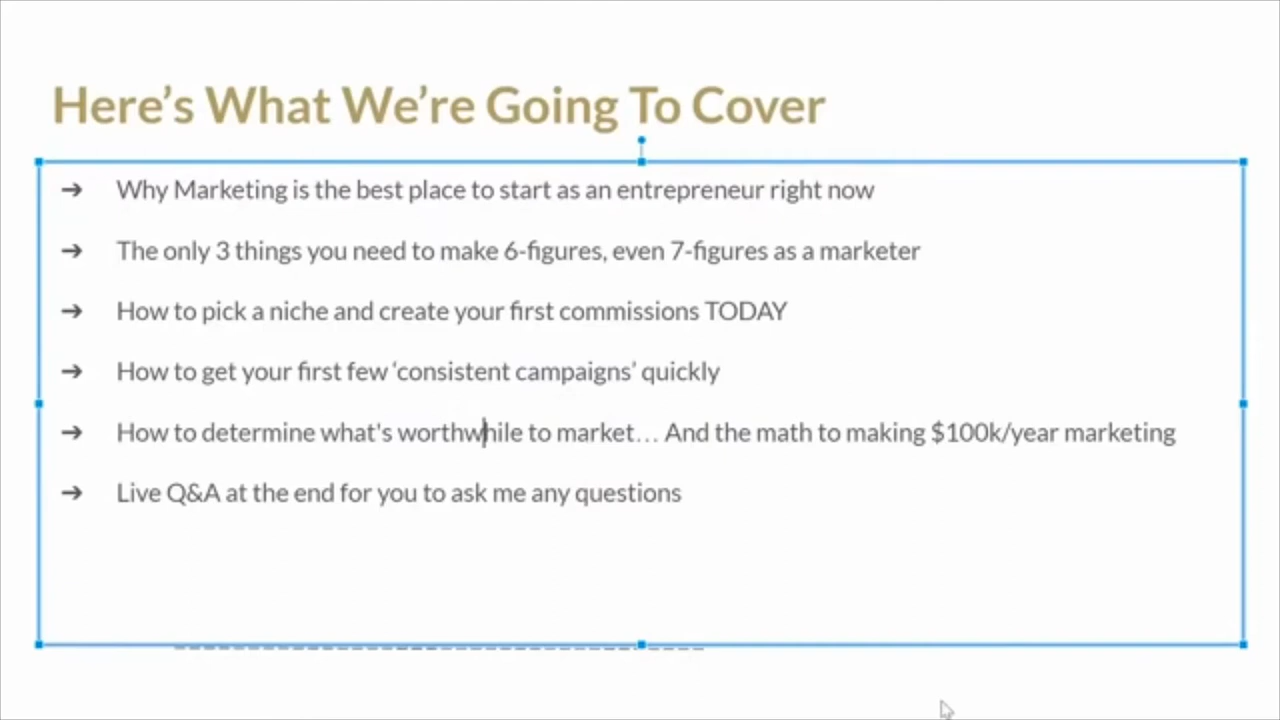 Here’s What We’re Going To Cover
➔ Why Marketing is the best place to start as an entrepreneur right now
➔ The only 3 things you need to make 6-figures, even 7-figures as a marketer
➔ How to pick a niche and create your first commissions TODAY
➔ How to get your first few ‘consistent campaigns’ quickly
➔ How to determine what's worthwhile to market… And the math to making $100k/year marketing
➔ Live Q&A at the end for you to ask me any questions